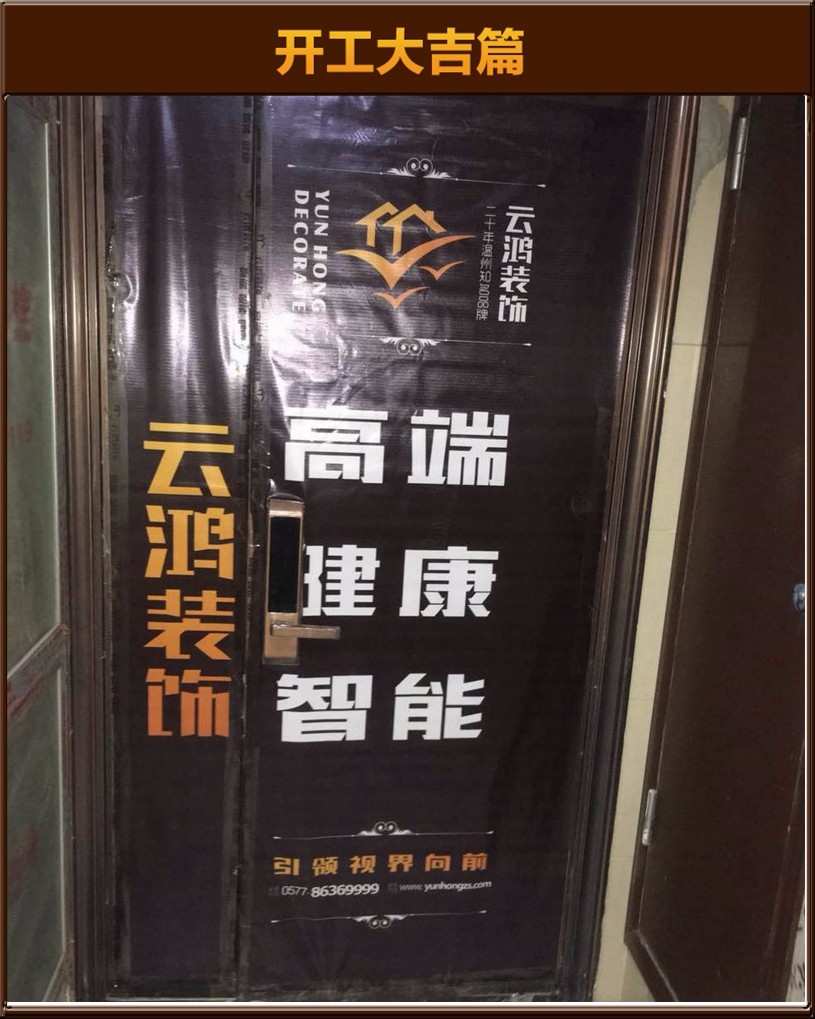 开工大吉篇
云鸿装饰
二十年温州知名品牌
YUN HONG
DECORATE
云鸿装饰
高端
健康
智能
引领视界向前
0577-86369999 www.yunhongzs.com